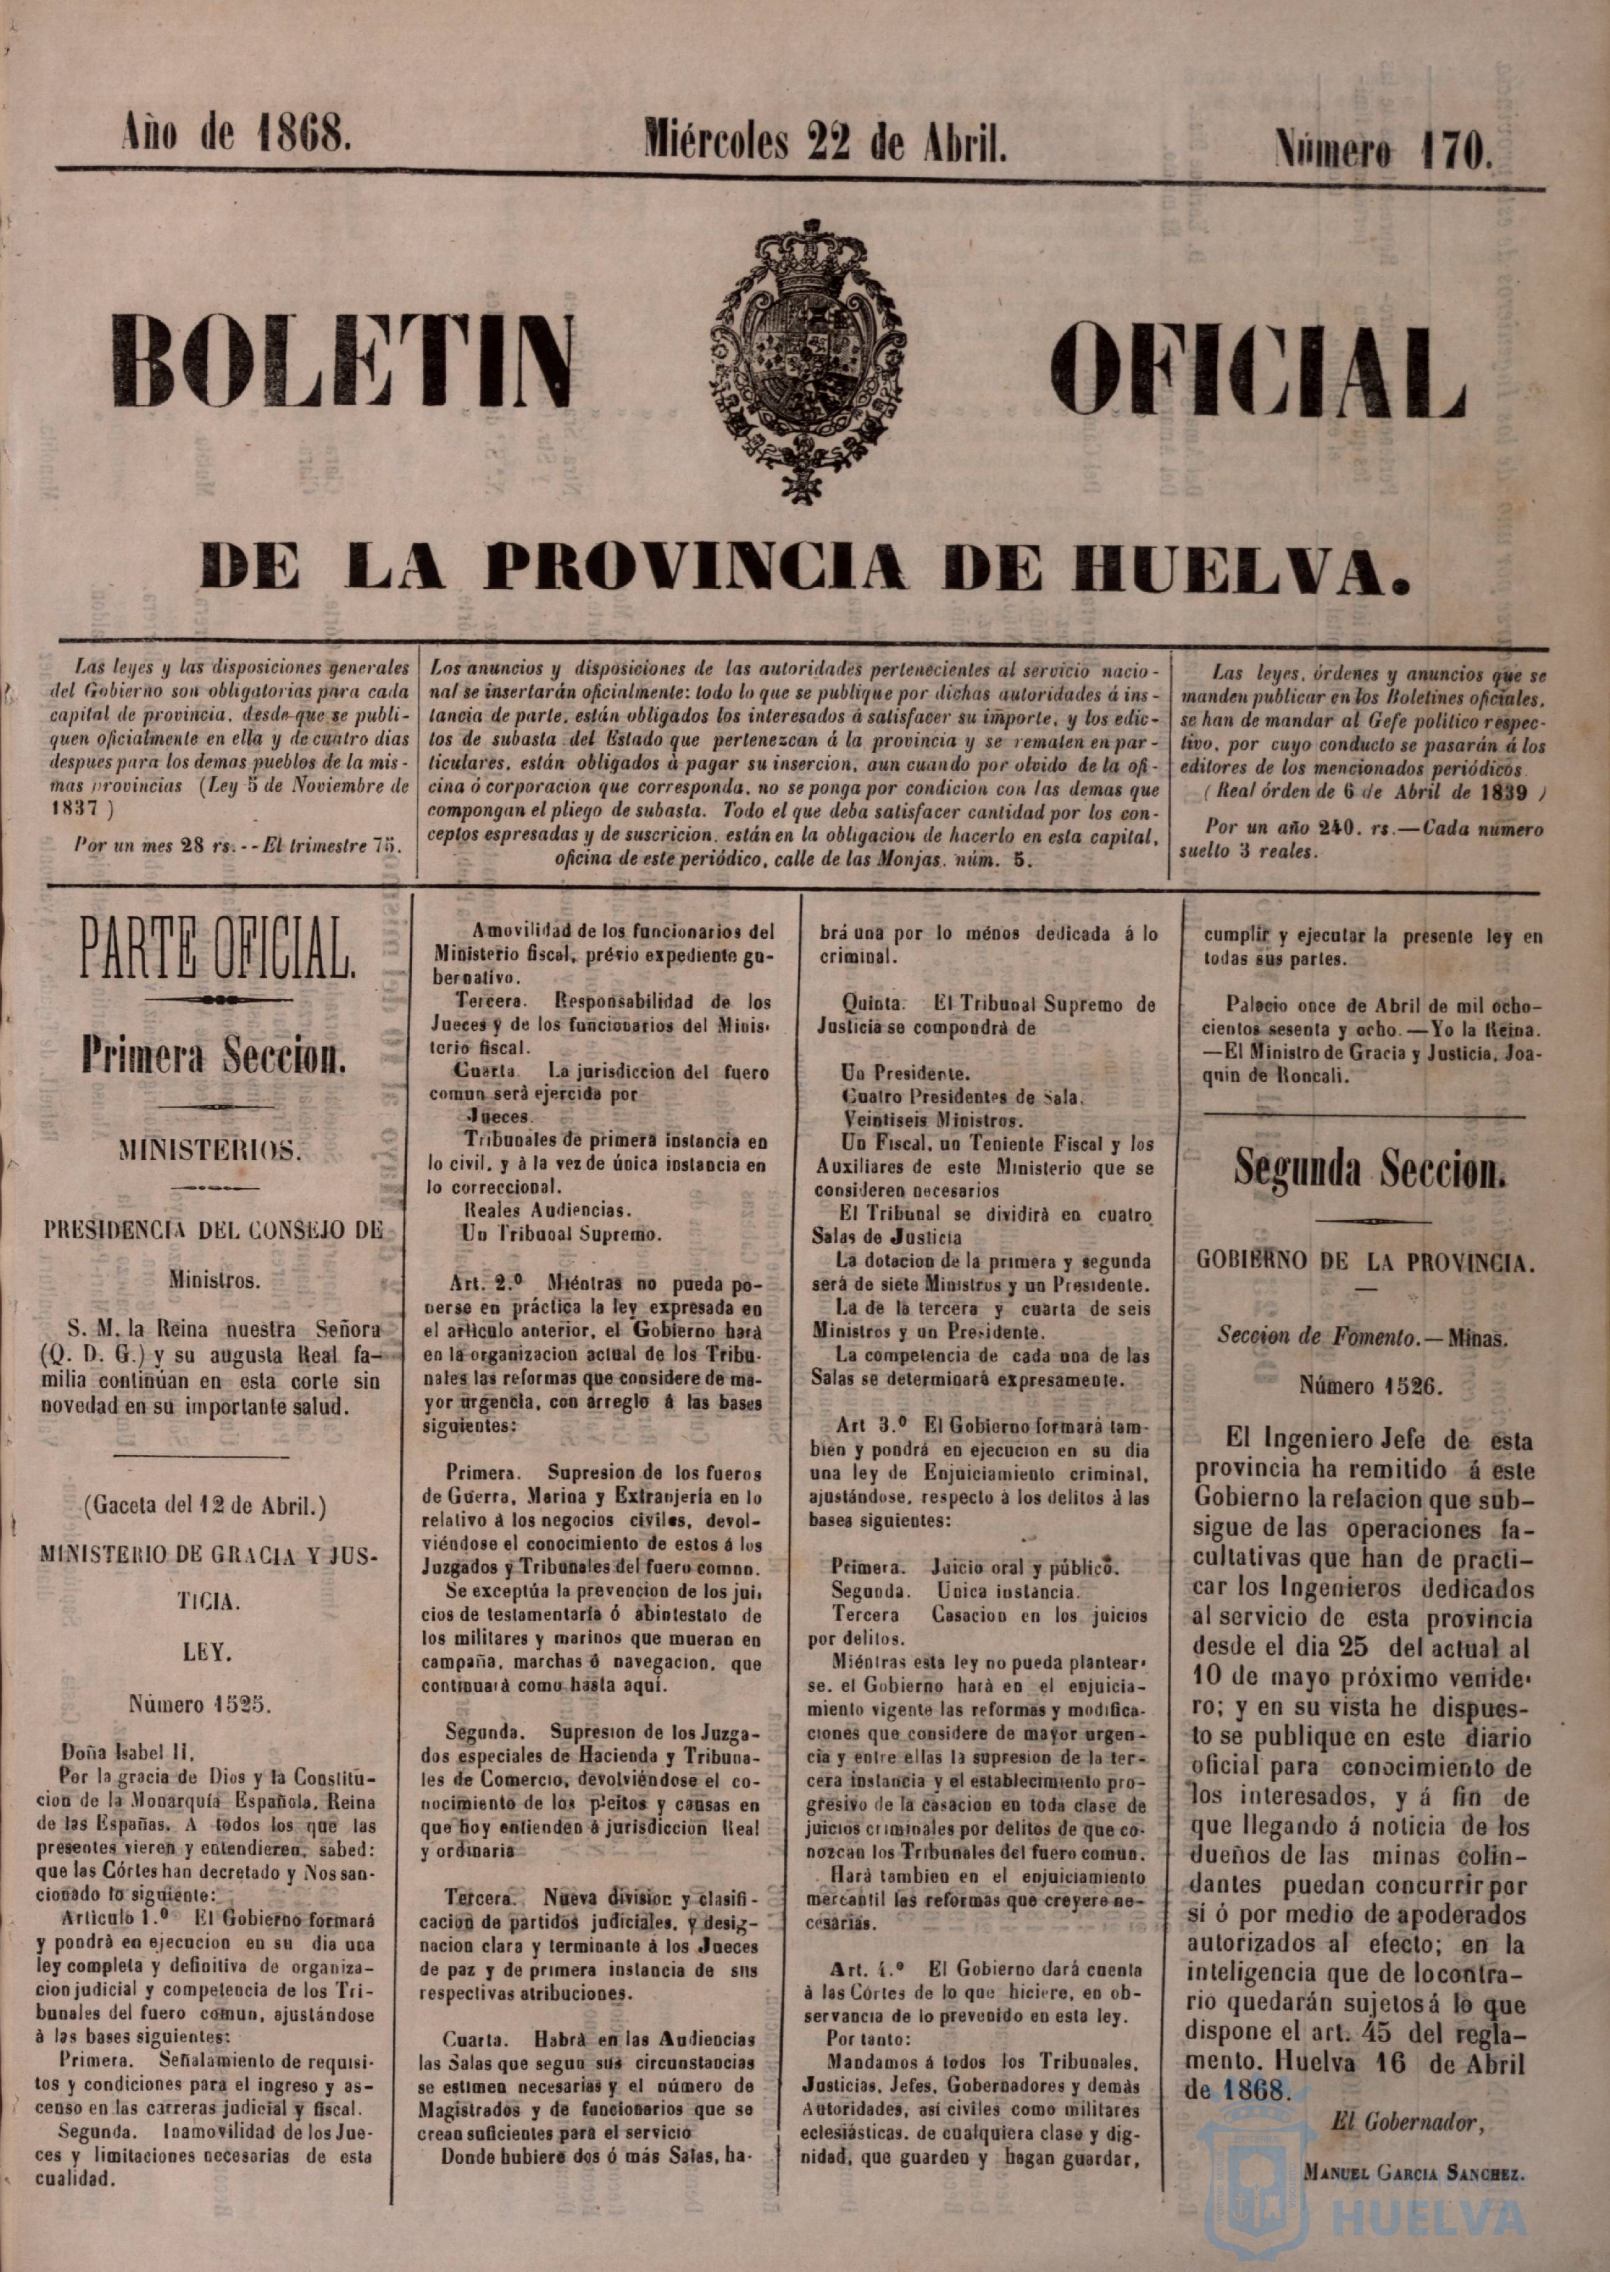 Año de 1868.
Miércoles 22 de Abril.
Número 170.
BOLETIN OFICIAL
DE LA PROVINCIA DE HUELVA.
Las leyes y las disposiciones generales
del Gobierno son obligatorias para cada
capital de provincia, desde que se publi-
quen oficialmente en ella y de cuatro dias
despues para los demas pueblos de la mis-
mas provincias (Ley 5 de Noviembre de
1837)
Por un mes 28 rs.--El trimestre 75.
Los anuncios y disposiciones de las autoridades pertenecientes al servicio nacio-
nal se insertarán oficialmente: todo lo que se publique por dichas autoridades á ins-
tancia de parte, están obligados los interesados á satisfacer su importe, y los edic-
tos de subasta del Estado que pertenezcan á la provincia y se rematen en par-
ticulares, están obligados á pagar su insercion, aun cuando por olvido de la ofi-
cina ó corporacion que corresponda, no se ponga por condicion con las demas que
compongan el pliego de subasta. Todo el que deba satisfacer cantidad por los con-
ceptos espresadas y de suscricion, están en la obligacion de hacerlo en esta capital,
oficina de este periódico, calle de las Monjas, núm. 5.
Las leyes, órdenes y anuncios que se
manden publicar en los Boletines oficiales,
se han de mandar al Gefe politico respec-
tivo, por cuyo conducto se pasarán á los
editores de los mencionados periódicos.
(Real órden de 6 de Abril de 1839)
Por un año 240. rs.—Cada número
suelto 3 reales.
PARTE OFICIAL.
Primera Seccion.
MINISTERIOS.
PRESIDENCIA DEL CONSEJO DE
Ministros.
S. M. la Reina nuestra Señora
(Q. D. G.) y su augusta Real fa-
milia continúan en esta corte sin
novedad en su importante salud.
(Gaceta del 12 de Abril.)
MINISTERIO DE GRACIA Y JUS-
TICIA.
LEY.
Número 1525.
Doña Isabel II,
Por la gracia de Dios y la Constitu-
cion de la Monarquía Española, Reina
de las Españas. A todos los que las
presentes vieren y entendieren, sabed:
que las Córtes han decretado y Nos san-
cionado lo siguiente:
Articulo 1.º El Gobierno formará
y pondrá en ejecucion en su dia una
ley completa y definitiva de organiza-
cion judicial y competencia de los Tri-
bunales del fuero comun, ajustándose
à las bases siguientes:
Primera. Señalamiento de requisi-
tos y condiciones para el ingreso y as-
censo en las carreras judicial y fiscal.
Segunda. Inamovilidad de los Jue-
ces y limitaciones necesarias de esta
cualidad.
Amovilidad de los funcionarios del
Ministerio fiscal, prévio expediente gu-
bernativo.
Tercera. Responsabilidad de los
Jueces y de los funcionarios del Minis-
terio fiscal.
Cuarta. La jurisdiccion del fuero
comun será ejercida por
Jueces.
Tribunales de primera instancia en
lo civil, y à la vez de única instancia en
lo correccional.
Reales Audiencias.
Un Tribunal Supremo.
Art. 2.º Miéntras no pueda po-
nerse en práctica la ley expresada en
el articulo anterior, el Gobierno hará
en la organizacion actual de los Tribu-
nales las reformas que considere de ma-
yor urgencia, con arreglo á las bases
siguientes:
Primera. Supresion de los fueros
de Guerra, Marina y Extranjería en lo
relativo á los negocios civiles, devol-
viéndose el conocimiento de estos á los
Juzgados y Tribunales del fuero comun.
Se exceptúa la prevencion de los jui-
cios de testamentaría ó abintestato de
los militares y marinos que mueran en
campaña, marchas ó navegacion, que
continuará como hasta aquí.
Segunda. Supresion de los Juzga-
dos especiales de Hacienda y Tribuna-
les de Comercio, devolviéndose el co-
nocimiento de los pleitos y causas en
que hoy entienden á jurisdiccion Real
y ordinaria
Tercera. Nueva division y clasifi-
cacion de partidos judiciales, y desig-
nacion clara y terminante à los Jueces
de paz y de primera instancia de sus
respectivas atribuciones.
Cuarta. Habrá en las Audiencias
las Salas que segun sus circunstancias
se estimen necesarias y el número de
Magistrados y de funcionarios que se
crean suficientes para el servicio
Donde hubiere dos ó más Salas, ha-
brá una por lo ménos dedicada á lo
criminal.
Quinta. El Tribunal Supremo de
Justicia se compondrà de
Un Presidente.
Cuatro Presidentes de Sala.
Veintiseis Ministros.
Un Fiscal, un Teniente Fiscal y los
Auxiliares de este Ministerio que se
consideren necesarios
El Tribunal se dividirà en cuatro
Salas de Justicia
La dotacion de la primera y segunda
será de siete Ministros y un Presidente.
La de la tercera y cuarta de seis
Ministros y un Presidente.
La competencia de cada una de las
Salas se determinará expresamente.
Art 3.º El Gobierno formará tam-
bien y pondrá en ejecucion en su dia
una ley de Enjuiciamiento criminal,
ajustándose, respecto à los delitos à las
bases siguientes:
Primera. Juicio oral y público.
Segunda. Única instancia.
Tercera Casacion en los juicios
por delitos.
Miéntras esta ley no pueda plantear-
se, el Gobierno hará en el enjuicia-
miento vigente las reformas y modifica-
ciones que considere de mayor urgen-
cia y entre ellas la supresion de la ter-
cera instancia y el establecimiento pro-
gresivo de la casacion en toda clase de
juicios criminales por delitos de que co-
nozcan los Tribunales del fuero comun.
Hará tambien en el enjuiciamiento
mercantil las reformas que creyere ne-
cesarias.
Art. 4.º El Gobierno dará cuenta
à las Córtes de lo que hiciere, en ob-
servancia de lo prevenido en esta ley.
Por tanto:
Mandamos á todos los Tribunales,
Justicias, Jefes, Gobernadores y demás
Autoridades, asi civiles como militares
eclesiásticas, de cualquiera clase y dig-
nidad, que guarden y hagan guardar,
cumplir y ejecutar la presente ley en
todas sus partes.
Palacio once de Abril de mil ocho-
cientos sesenta y ocho.—Yo la Reina.
—El Ministro de Gracia y Justicia, Joa-
quin de Roncali.
Segunda Seccion.
GOBIERNO DE LA PROVINCIA.
Seccion de Fomento.—Minas.
Número 1526.
El Ingeniero Jefe de esta
provincia ha remitido á este
Gobierno la relacion que sub-
sigue de las operaciones fa-
cultativas que han de practi-
car los Ingenieros dedicados
al servicio de esta provincia
desde el dia 25 del actual al
10 de mayo próximo venide-
ro; y en su vista he dispues-
to se publique en este diario
oficial para conocimiento de
los interesados, y á fin de
que llegando á noticia de los
dueños de las minas colin-
dantes puedan concurrir por
si ó por medio de apoderados
autorizados al efecto; en la
inteligencia que de lo contra-
rio quedarán sujetos á lo que
dispone el art. 45 del regla-
mento. Huelva 16 de Abril
de 1868.
El Gobernador,
MANUEL GARCIA SANCHEZ.
HUELVA